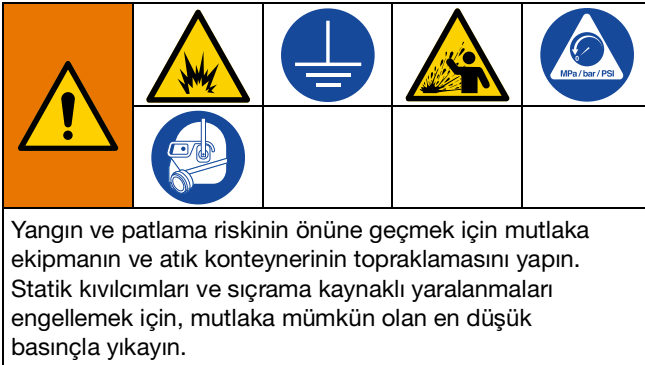 MPa / bar / PSI
Yangın ve patlama riskinin önüne geçmek için mutlaka
ekipmanın ve atık konteynerinin topraklamasını yapın.
Statik kıvılcımları ve sıçrama kaynaklı yaralanmaları
engellemek için, mutlaka mümkün olan en düşük
basınçla yıkayın.